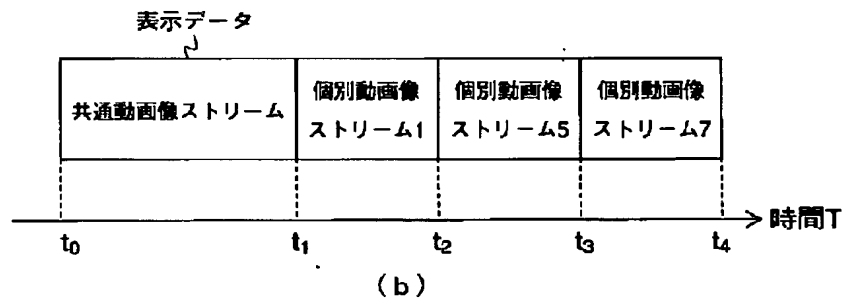 表示データ
共通動画像ストリーム
個別動画像
ストリーム1
個別動画像
ストリーム5
個別動画像
ストリーム7
t0
t1
t2
t3
t4
時間T
(b)